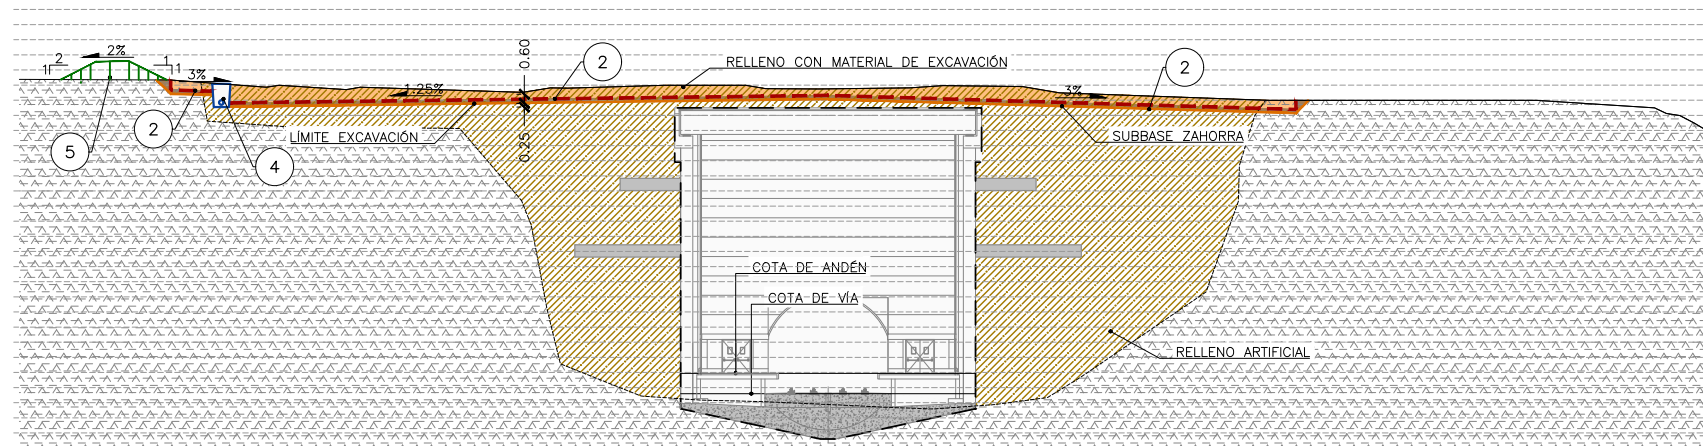 2
2%
1
1
1
3%
0.60
2
RELLENO CON MATERIAL DE EXCAVACIÓN
2
1.25%
3%
LÍMITE EXCAVACIÓN
0.25
SUBBASE ZAHORRA
2
5
4
COTA DE ANDÉN
COTA DE VÍA
RELLENO ARTIFICIAL